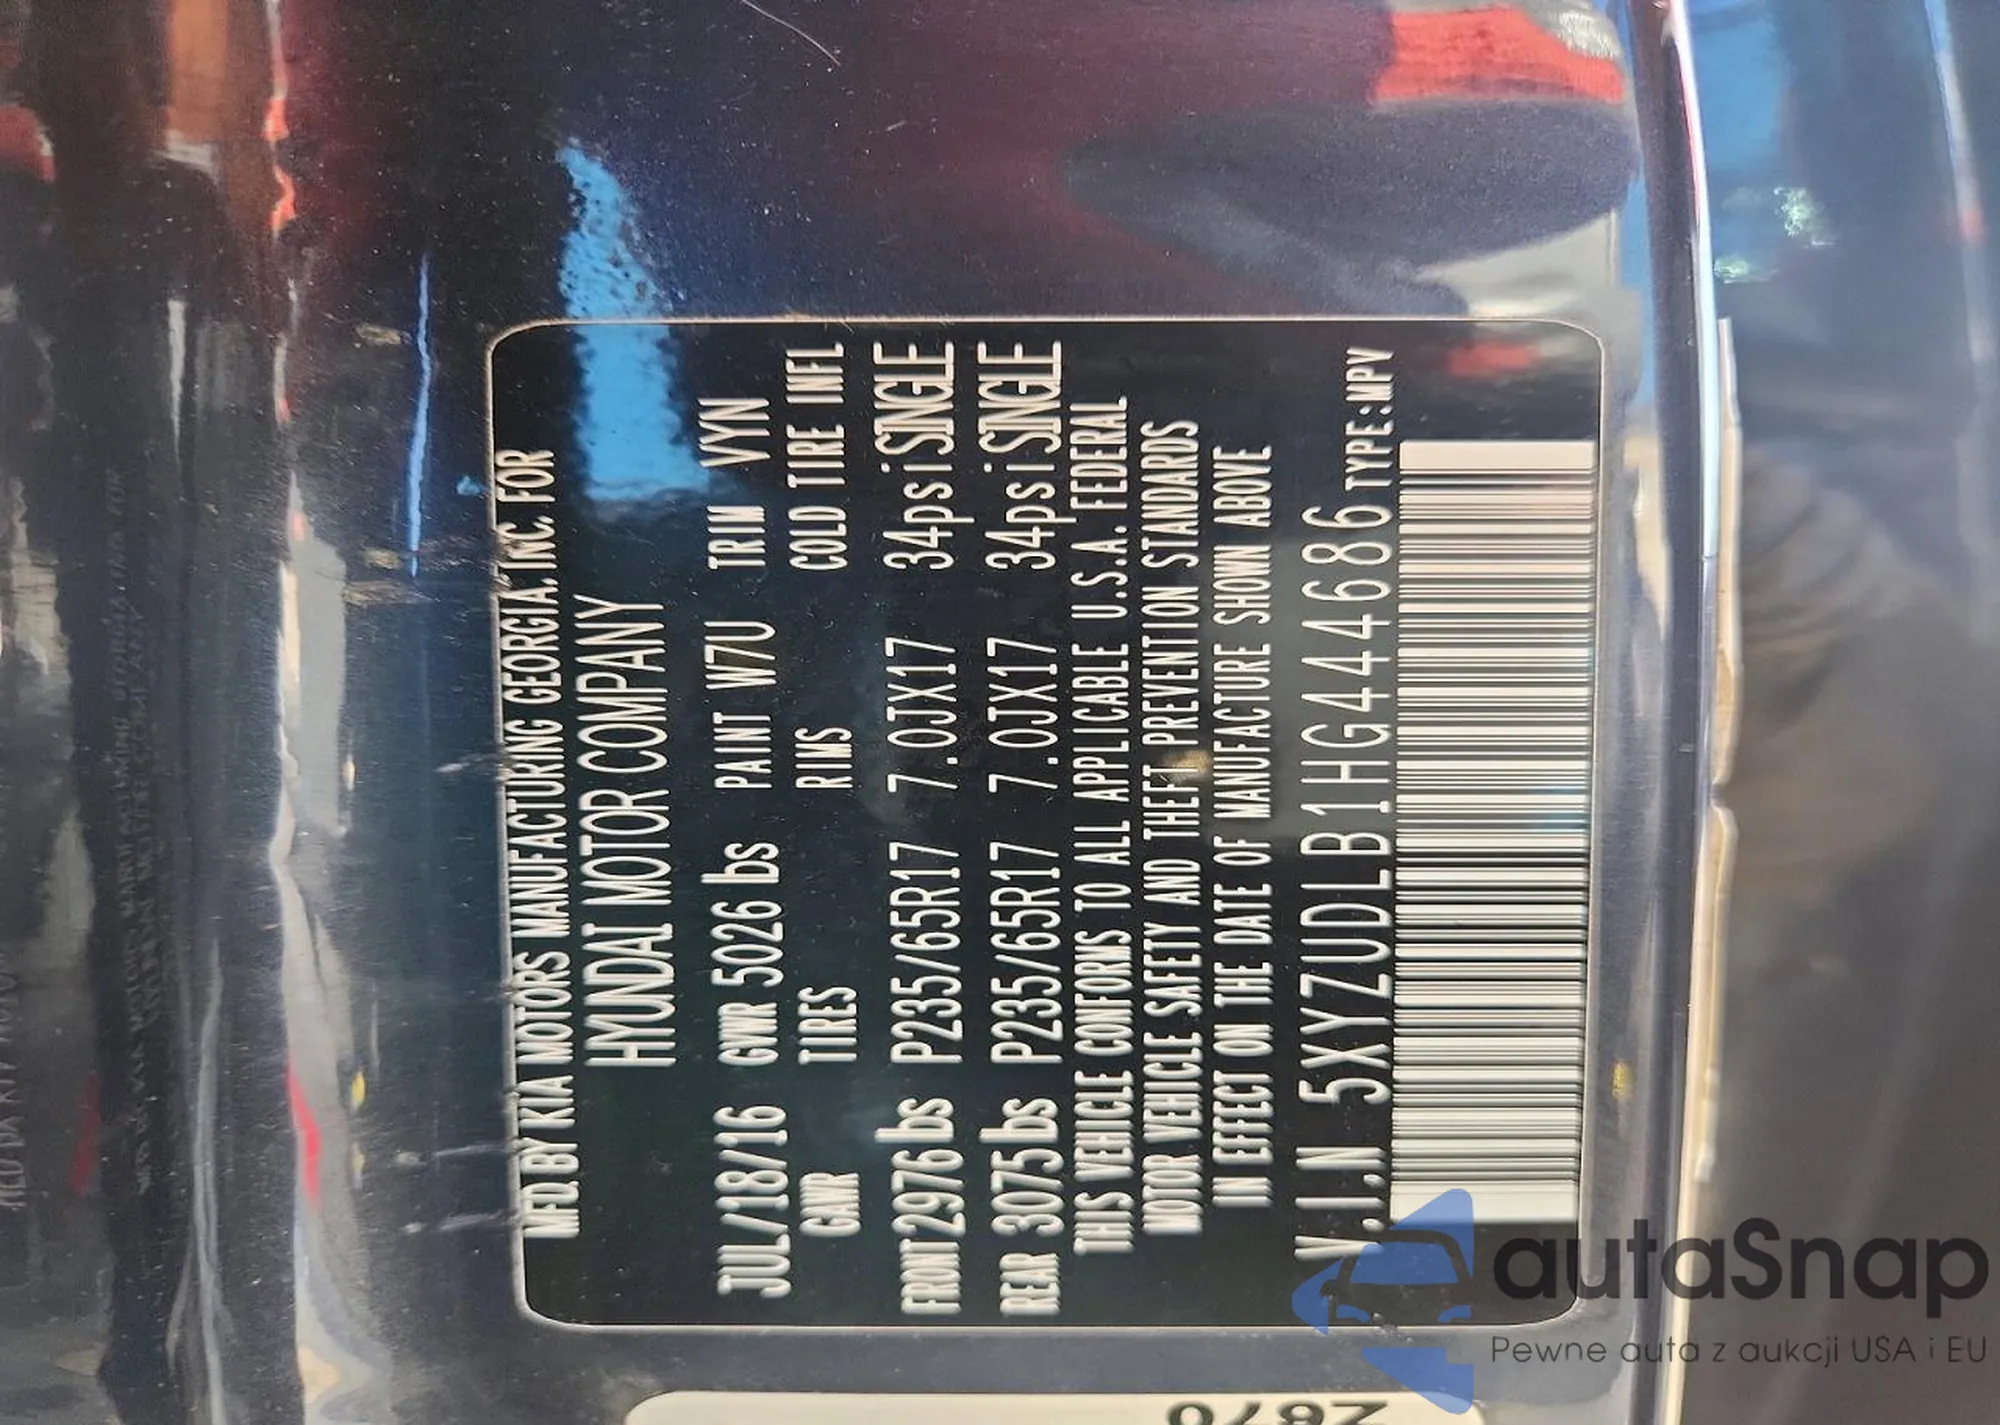 MFD. BY KIA MOTORS MANUFACTURING GEORGIA. INC. FOR
HYUNDAI MOTOR COMPANY
JUL/18/16 GVWR 5026 lbs PAINT W7U TRIM VYN
GAWR TIRES RIMS COLD TIRE INFL
FRONT 2976 lbs P235/65R17 7.0JX17 34psi SINGLE
REAR 3075 lbs P235/65R17 7.0JX17 34psi SINGLE
THIS VEHICLE CONFORMS TO ALL APPLICABLE U.S.A. FEDERAL
MOTOR VEHICLE SAFETY AND THEFT PREVENTION STANDARDS
IN EFFECT ON THE DATE OF MANUFACTURE SHOWN ABOVE
V.I.N 5XYZUDLB1HG444686 TYPE:MPV
autaSnap
Pewne auta z aukcji USA i EU